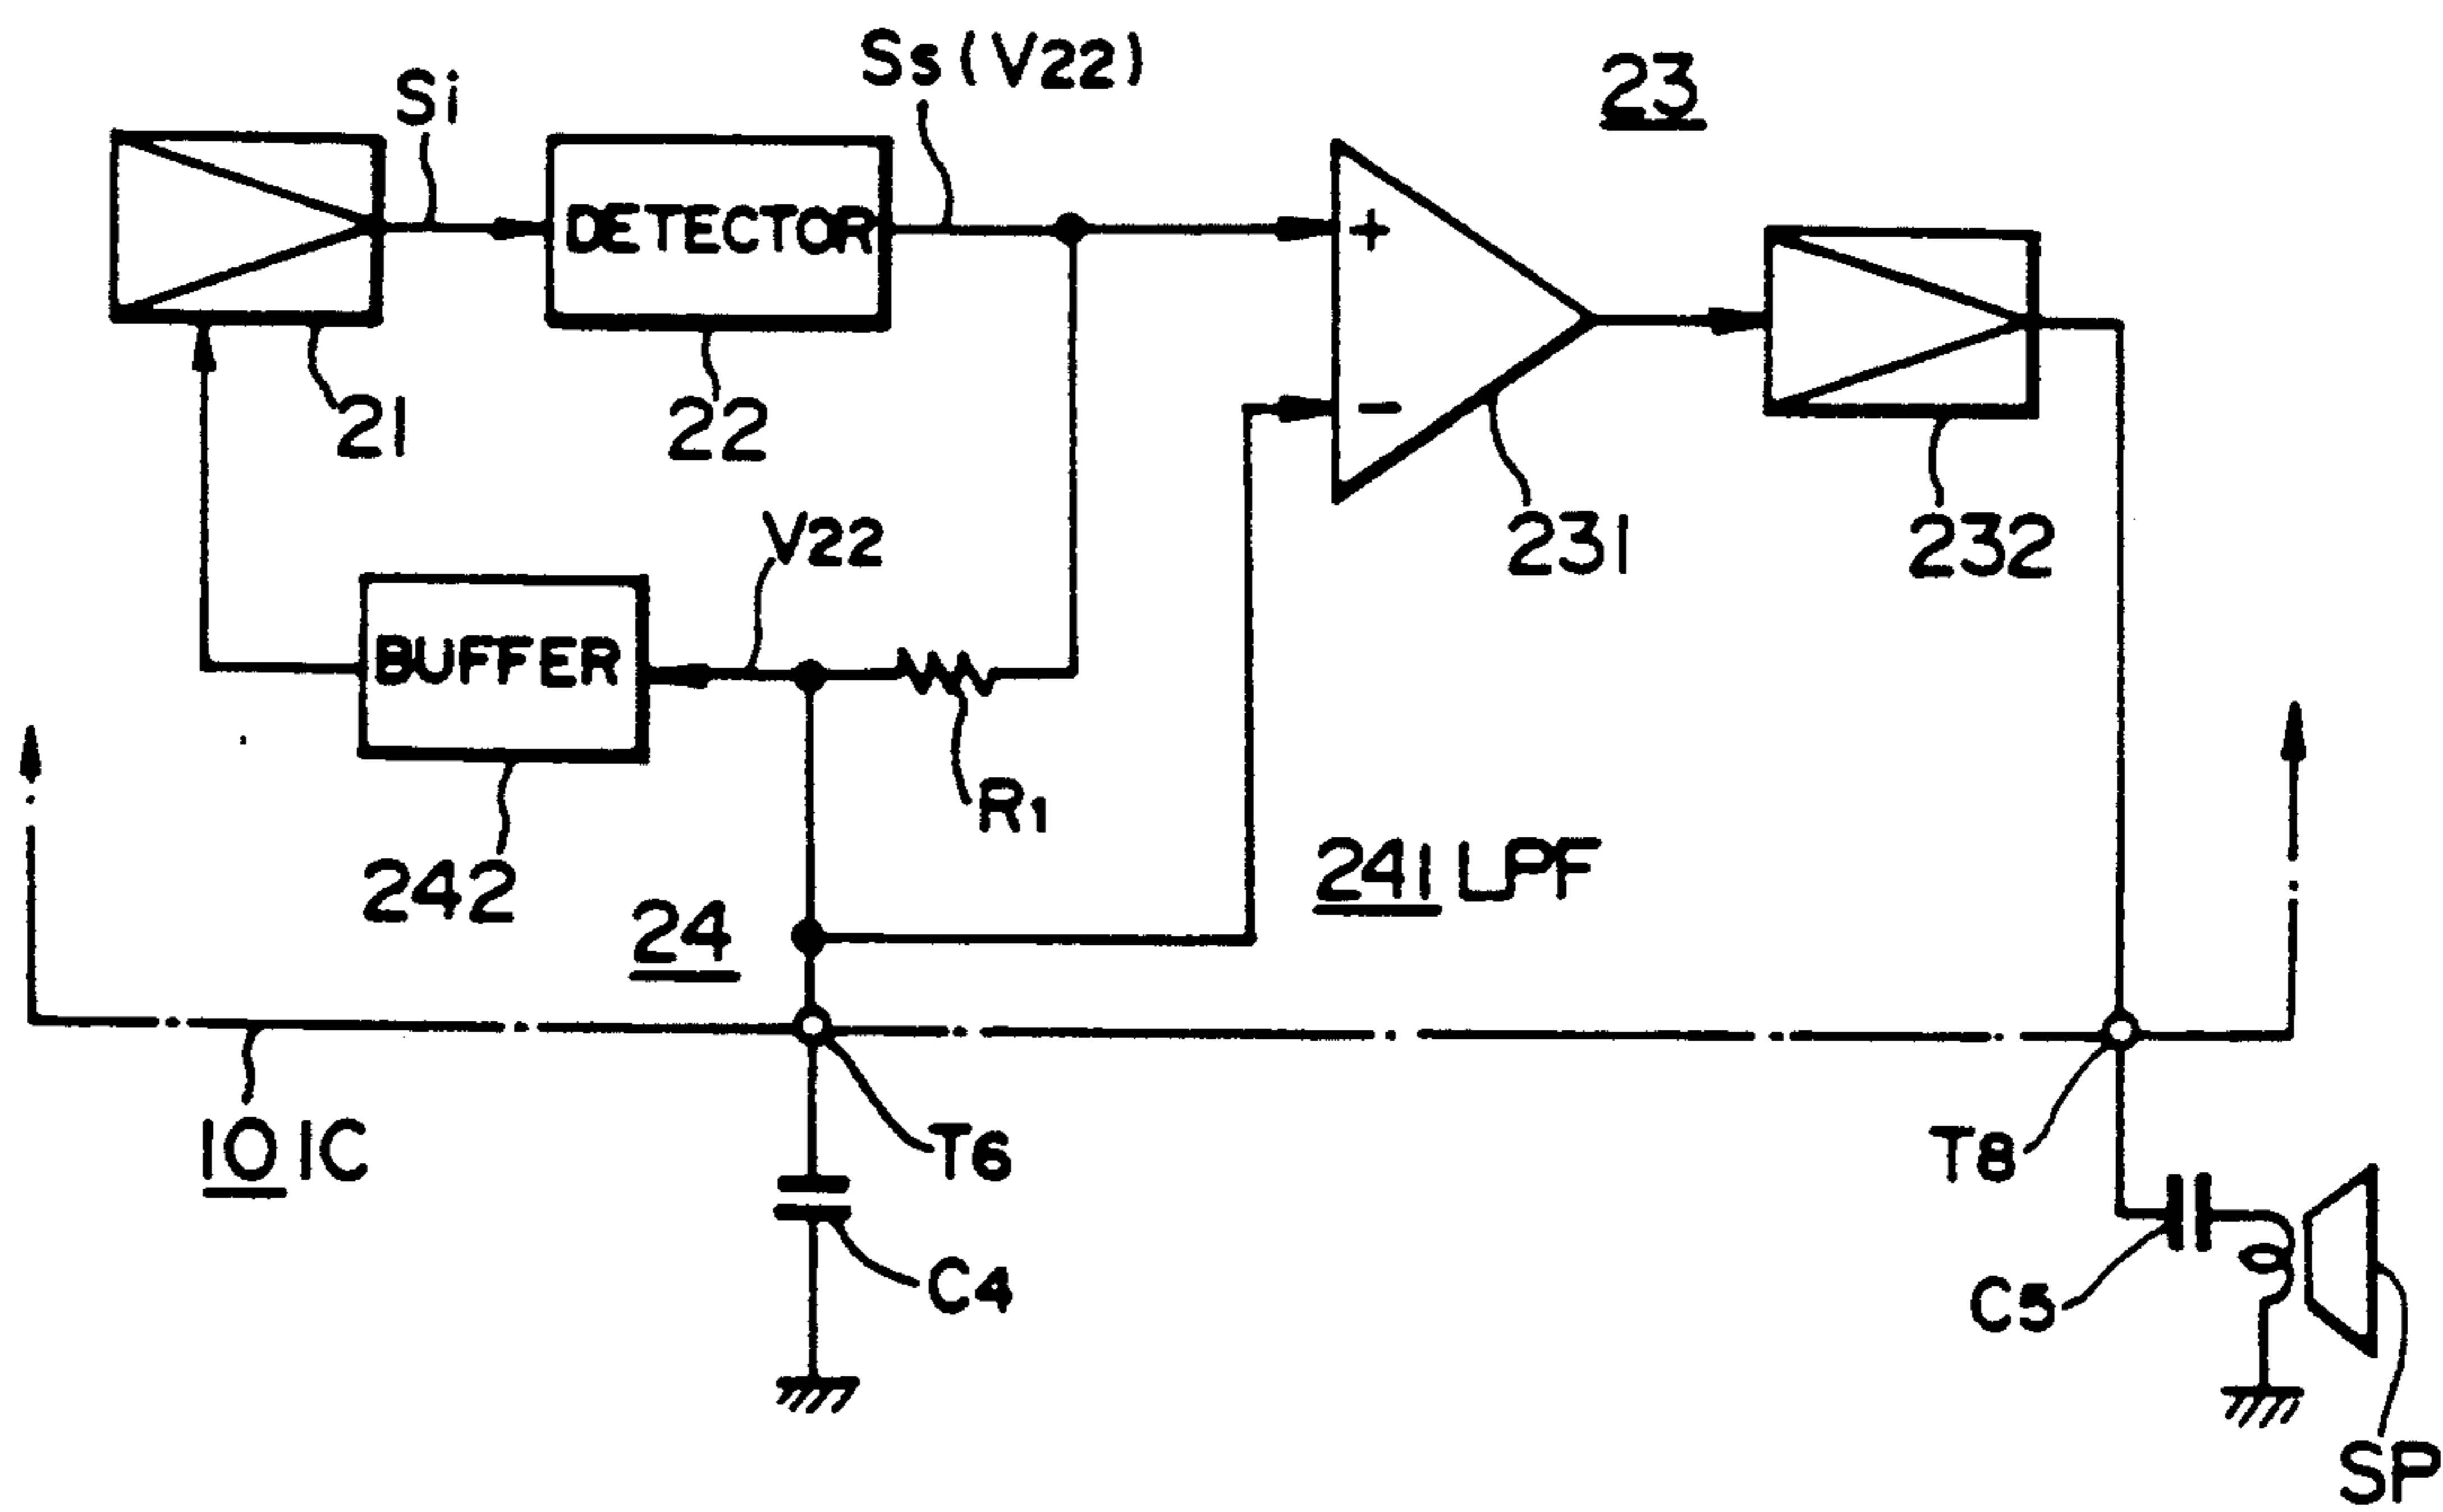 Ss (V22)
23
Si
DETECTOR
+
21
22
-
231
232
V22
BUFFER
R1
241 LPF
242
24
10 IC
T6
T8
C4
C5
SP